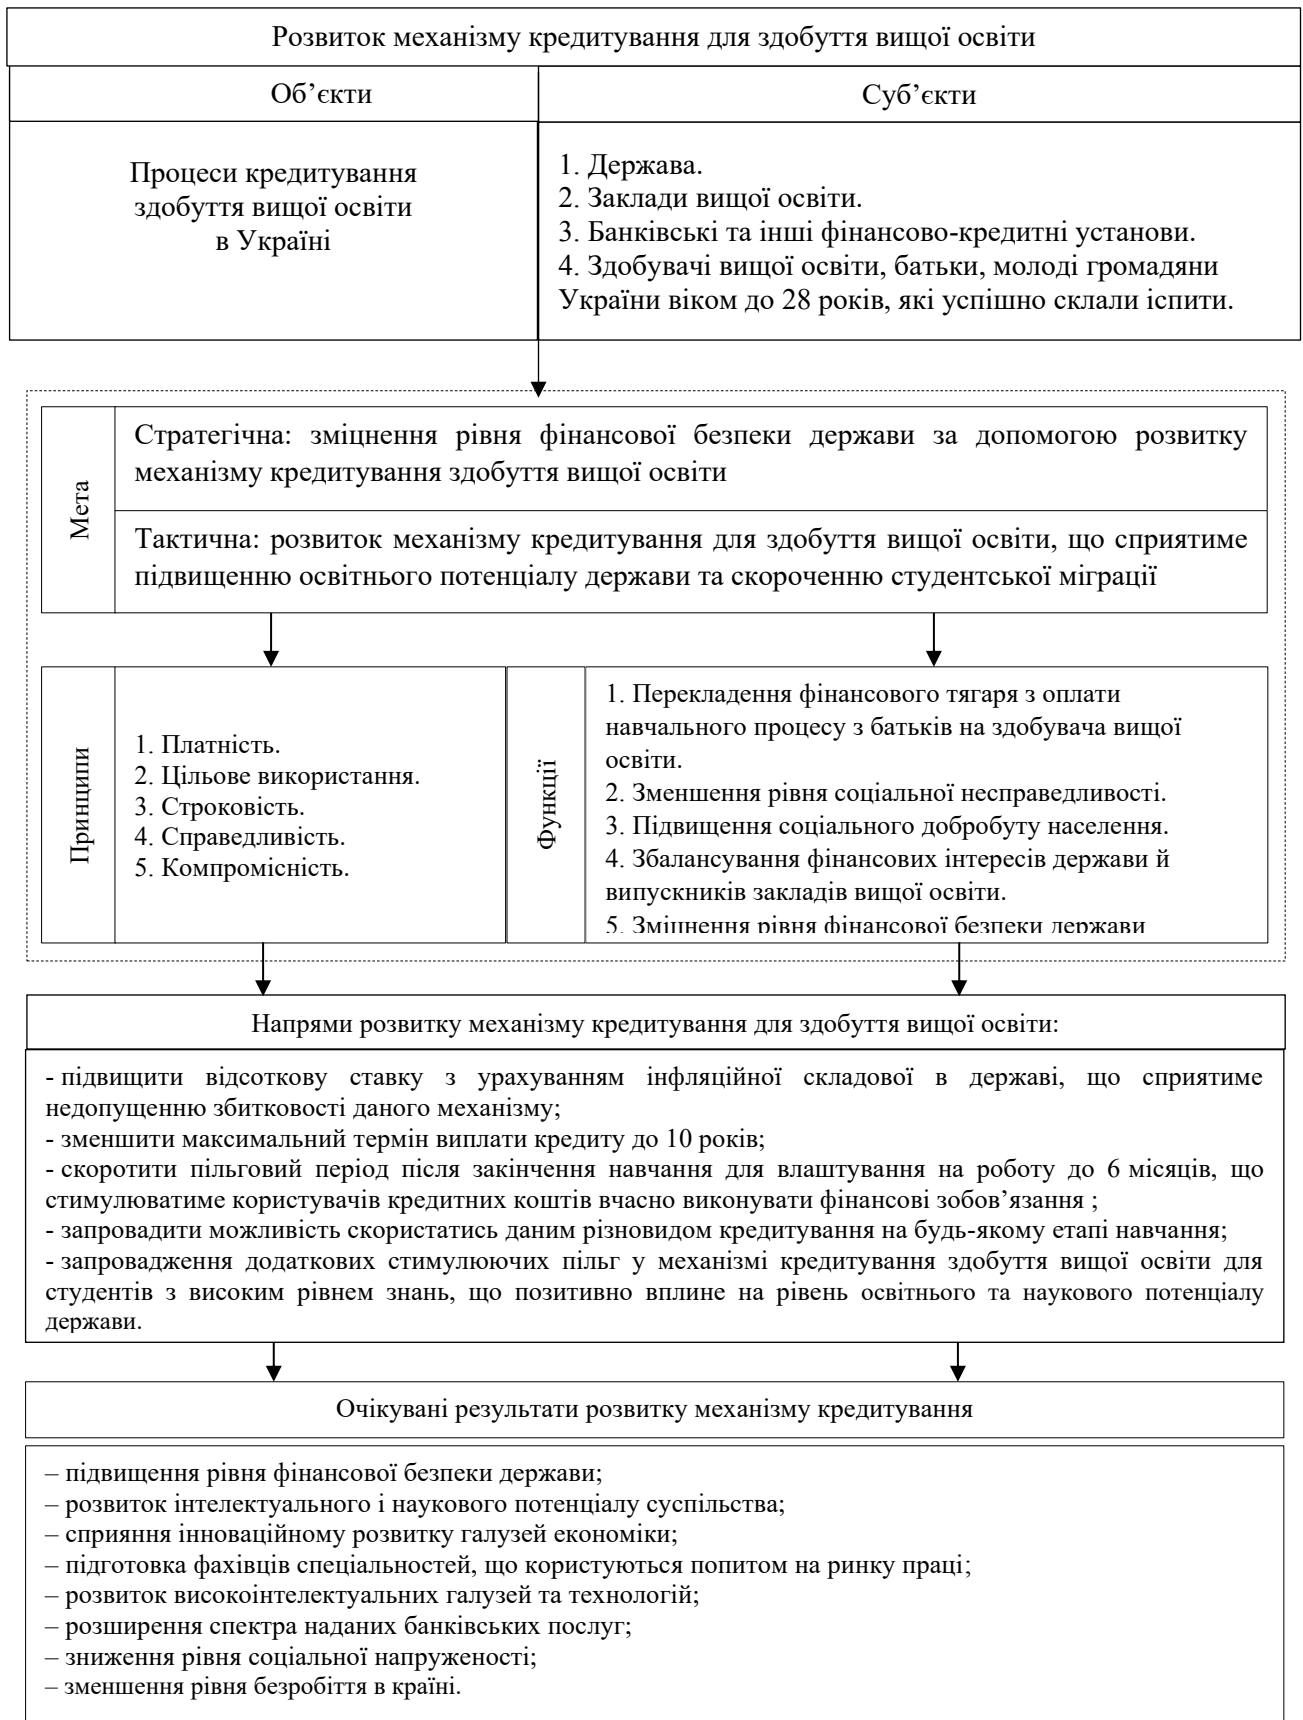 Розвиток механізму кредитування для здобуття вищої освіти
Об’єкти
Суб’єкти
Процеси кредитування
здобуття вищої освіти
в Україні
1. Держава.
2. Заклади вищої освіти.
3. Банківські та інші фінансово-кредитні установи.
4. Здобувачі вищої освіти, батьки, молоді громадяни
України віком до 28 років, які успішно склали іспити.
Мета
Стратегічна: зміцнення рівня фінансової безпеки держави за допомогою розвитку
механізму кредитування здобуття вищої освіти
Тактична: розвиток механізму кредитування для здобуття вищої освіти, що сприятиме
підвищенню освітнього потенціалу держави та скороченню студентської міграції
Принципи
1. Платність.
2. Цільове використання.
3. Строковість.
4. Справедливість.
5. Компромісність.
Функції
1. Перекладення фінансового тягаря з оплати
навчального процесу з батьків на здобувача вищої
освіти.
2. Зменшення рівня соціальної несправедливості.
3. Підвищення соціального добробуту населення.
4. Збалансування фінансових інтересів держави й
випускників закладів вищої освіти.
5. Зміцнення рівня фінансової безпеки держави
Напрями розвитку механізму кредитування для здобуття вищої освіти:
- підвищити відсоткову ставку з урахуванням інфляційної складової в державі, що сприятиме
недопущенню збитковості даного механізму;
- зменшити максимальний термін виплати кредиту до 10 років;
- скоротити пільговий період після закінчення навчання для влаштування на роботу до 6 місяців, що
стимулюватиме користувачів кредитних коштів вчасно виконувати фінансові зобов’язання ;
- запровадити можливість скористатись даним різновидом кредитування на будь-якому етапі навчання;
- запровадження додаткових стимулюючих пільг у механізмі кредитування здобуття вищої освіти для
студентів з високим рівнем знань, що позитивно вплине на рівень освітнього та наукового потенціалу
держави.
Очікувані результати розвитку механізму кредитування
– підвищення рівня фінансової безпеки держави;
– розвиток інтелектуального і наукового потенціалу суспільства;
– сприяння інноваційному розвитку галузей економіки;
– підготовка фахівців спеціальностей, що користуються попитом на ринку праці;
– розвиток високоінтелектуальних галузей та технологій;
– розширення спектра наданих банківських послуг;
– зниження рівня соціальної напруженості;
– зменшення рівня безробіття в країні.